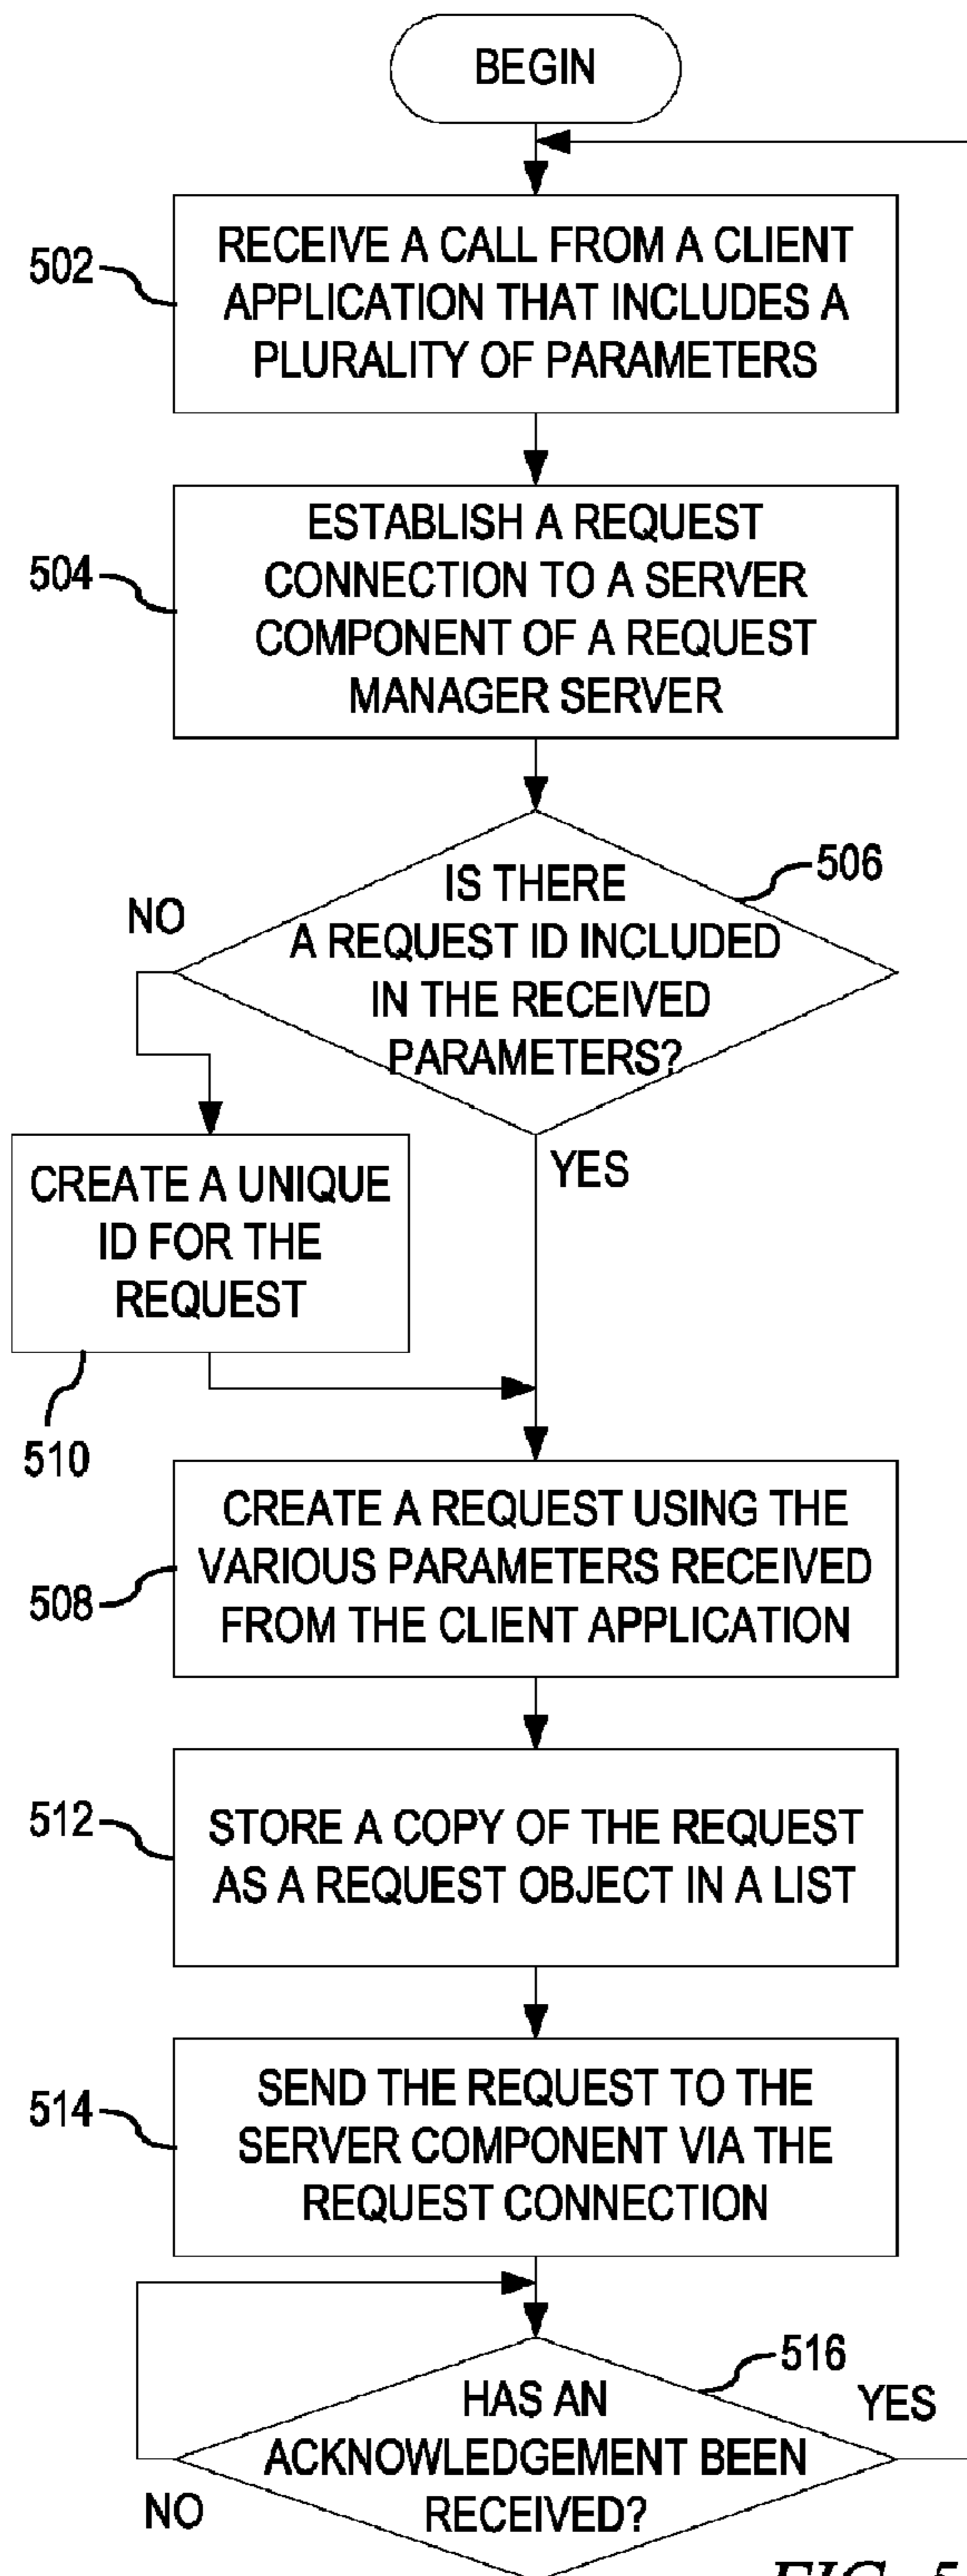 BEGIN
502
RECEIVE A CALL FROM A CLIENT
APPLICATION THAT INCLUDES A
PLURALITY OF PARAMETERS
504
ESTABLISH A REQUEST
CONNECTION TO A SERVER
COMPONENT OF A REQUEST
MANAGER SERVER
506
IS THERE
A REQUEST ID INCLUDED
IN THE RECEIVED
PARAMETERS?
NO
YES
CREATE A UNIQUE
ID FOR THE
REQUEST
510
508
CREATE A REQUEST USING THE
VARIOUS PARAMETERS RECEIVED
FROM THE CLIENT APPLICATION
512
STORE A COPY OF THE REQUEST
AS A REQUEST OBJECT IN A LIST
514
SEND THE REQUEST TO THE
SERVER COMPONENT VIA THE
REQUEST CONNECTION
516
HAS AN
ACKNOWLEDGEMENT BEEN
RECEIVED?
YES
NO
FIG. 5